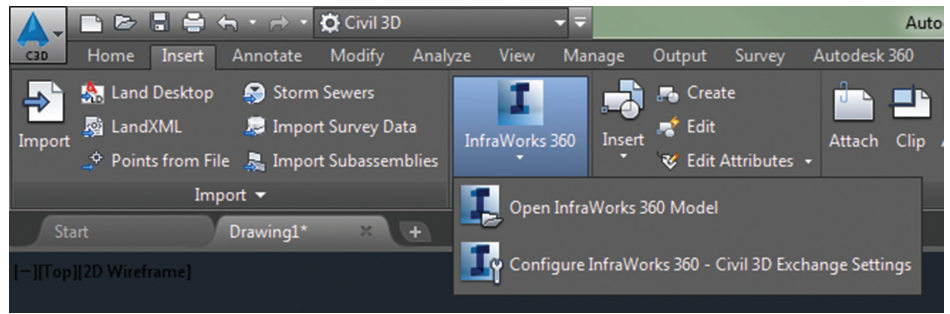 Civil 3D
Auto
C3D
Home Insert Annotate Modify Analyze View Manage Output Survey Autodesk 360
Import
Land Desktop
LandXML
Points from File
Storm Sewers
Import Survey Data
Import Subassemblies
Import
InfraWorks 360
Insert
Create
Edit
Edit Attributes
Attach
Clip
Open InfraWorks 360 Model
Configure InfraWorks 360 - Civil 3D Exchange Settings
Start
Drawing1*
[−][Top][2D Wireframe]